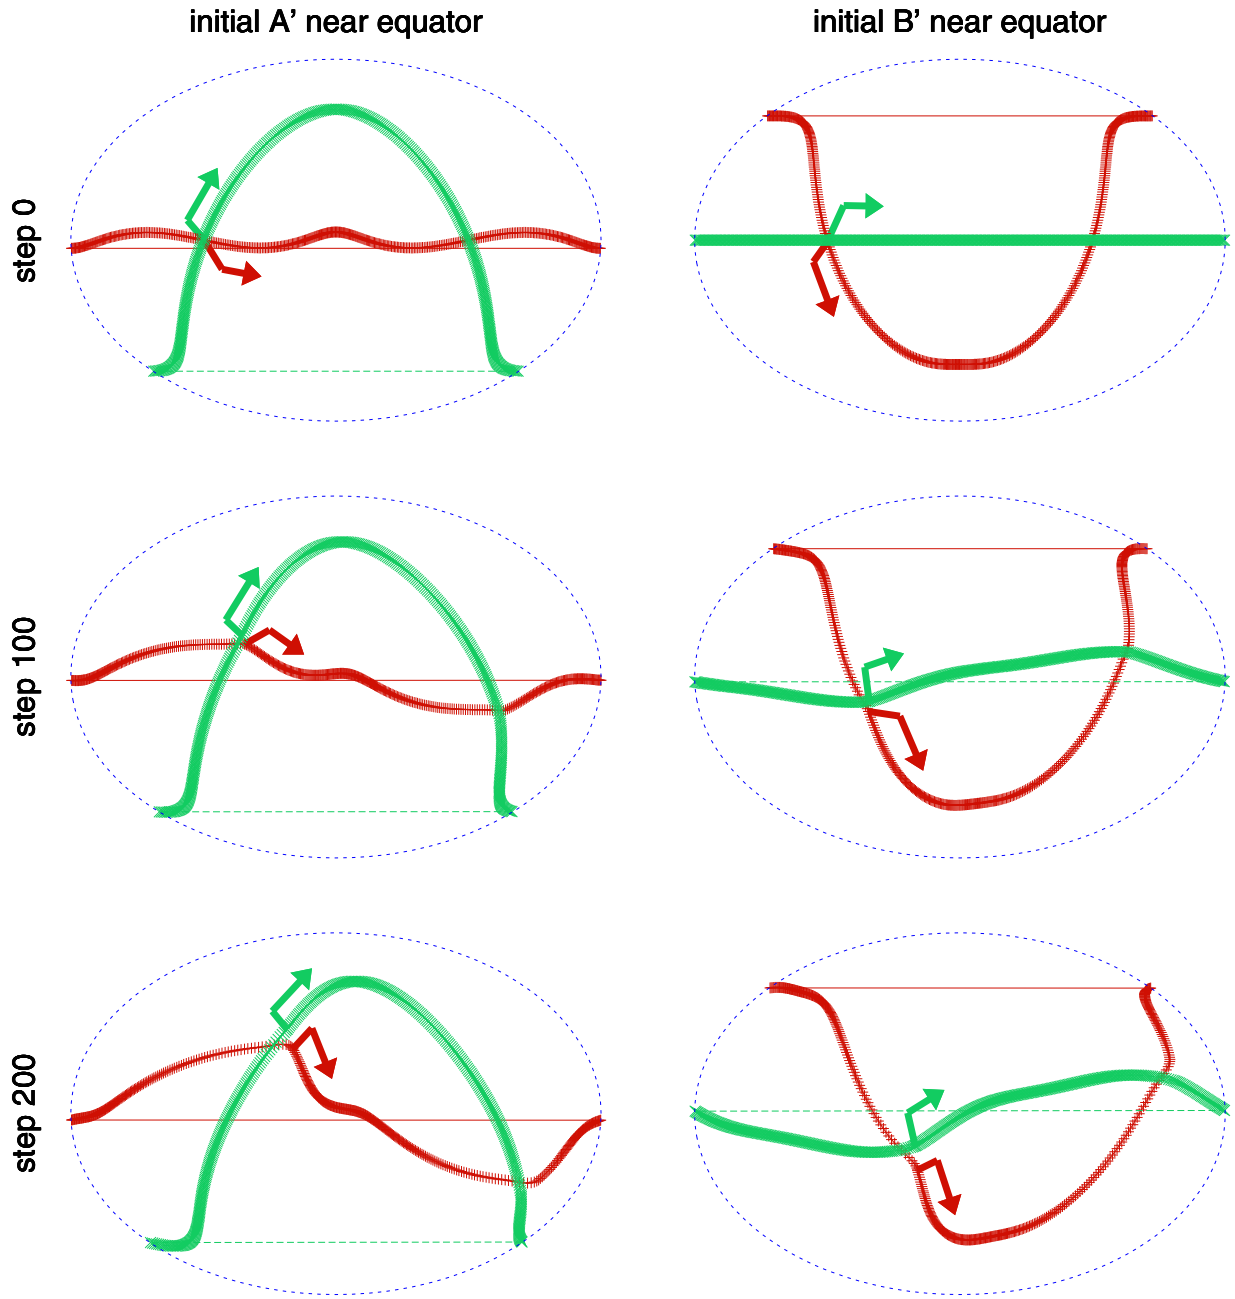 initial A’ near equator
initial B’ near equator
step 0
step 100
step 200